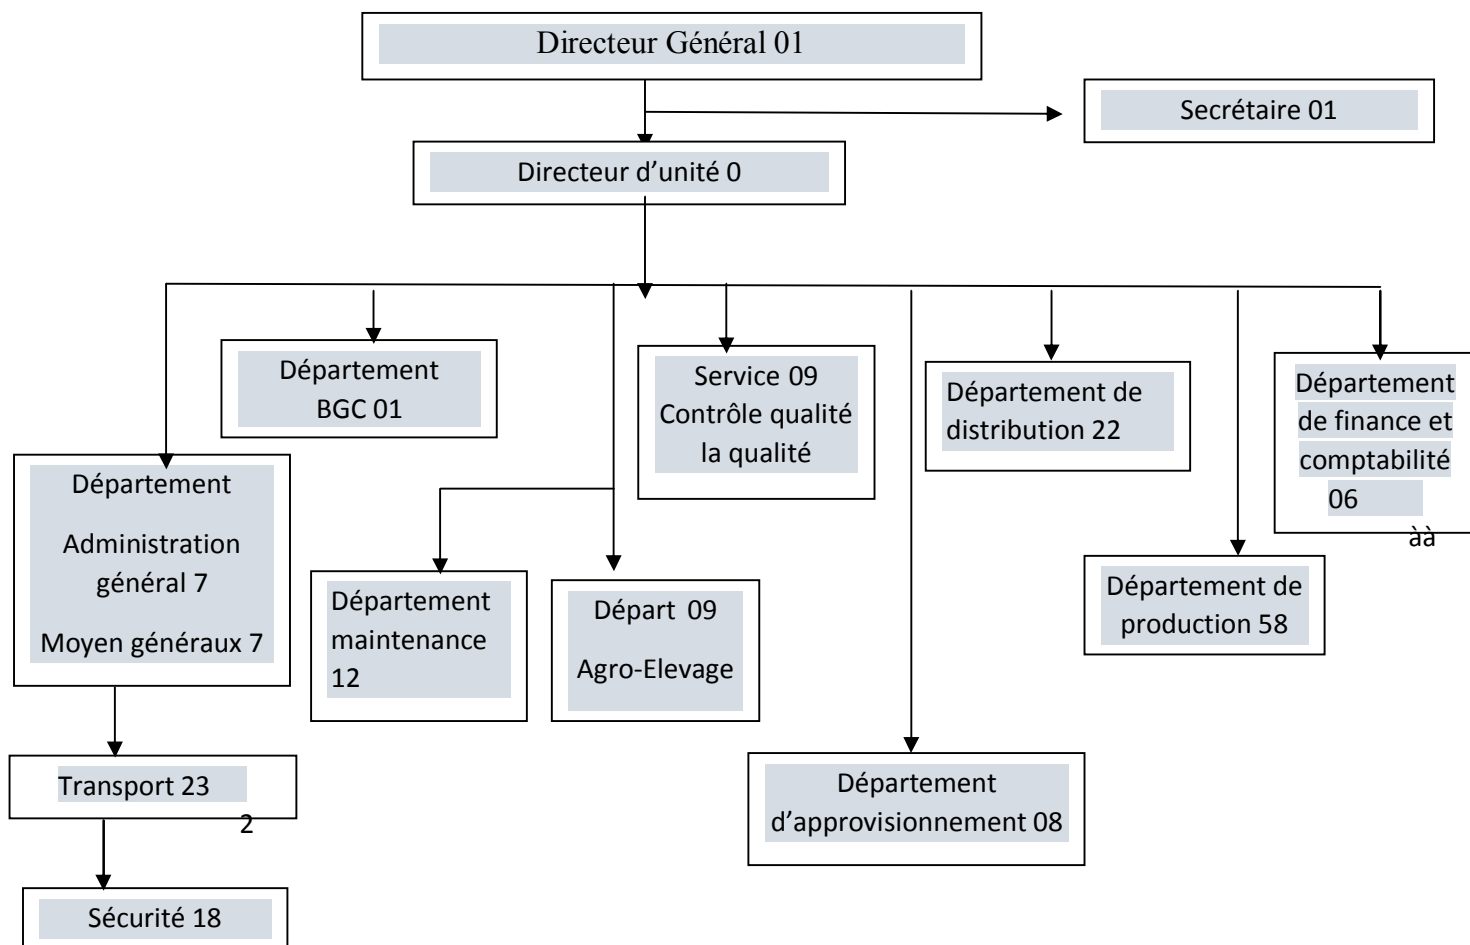 Directeur Général 01
Secrétaire 01
Directeur d’unité 0
Département
BGC 01
Service 09
Contrôle qualité
la qualité
Département de
distribution 22
Département
de finance et
comptabilité
06
àà
Département
Administration
général 7
Moyen généraux 7
Département
maintenance
12
Départ 09
Agro-Elevage
Département de
production 58
Transport 23
2
Département
d’approvisionnement 08
Sécurité 18